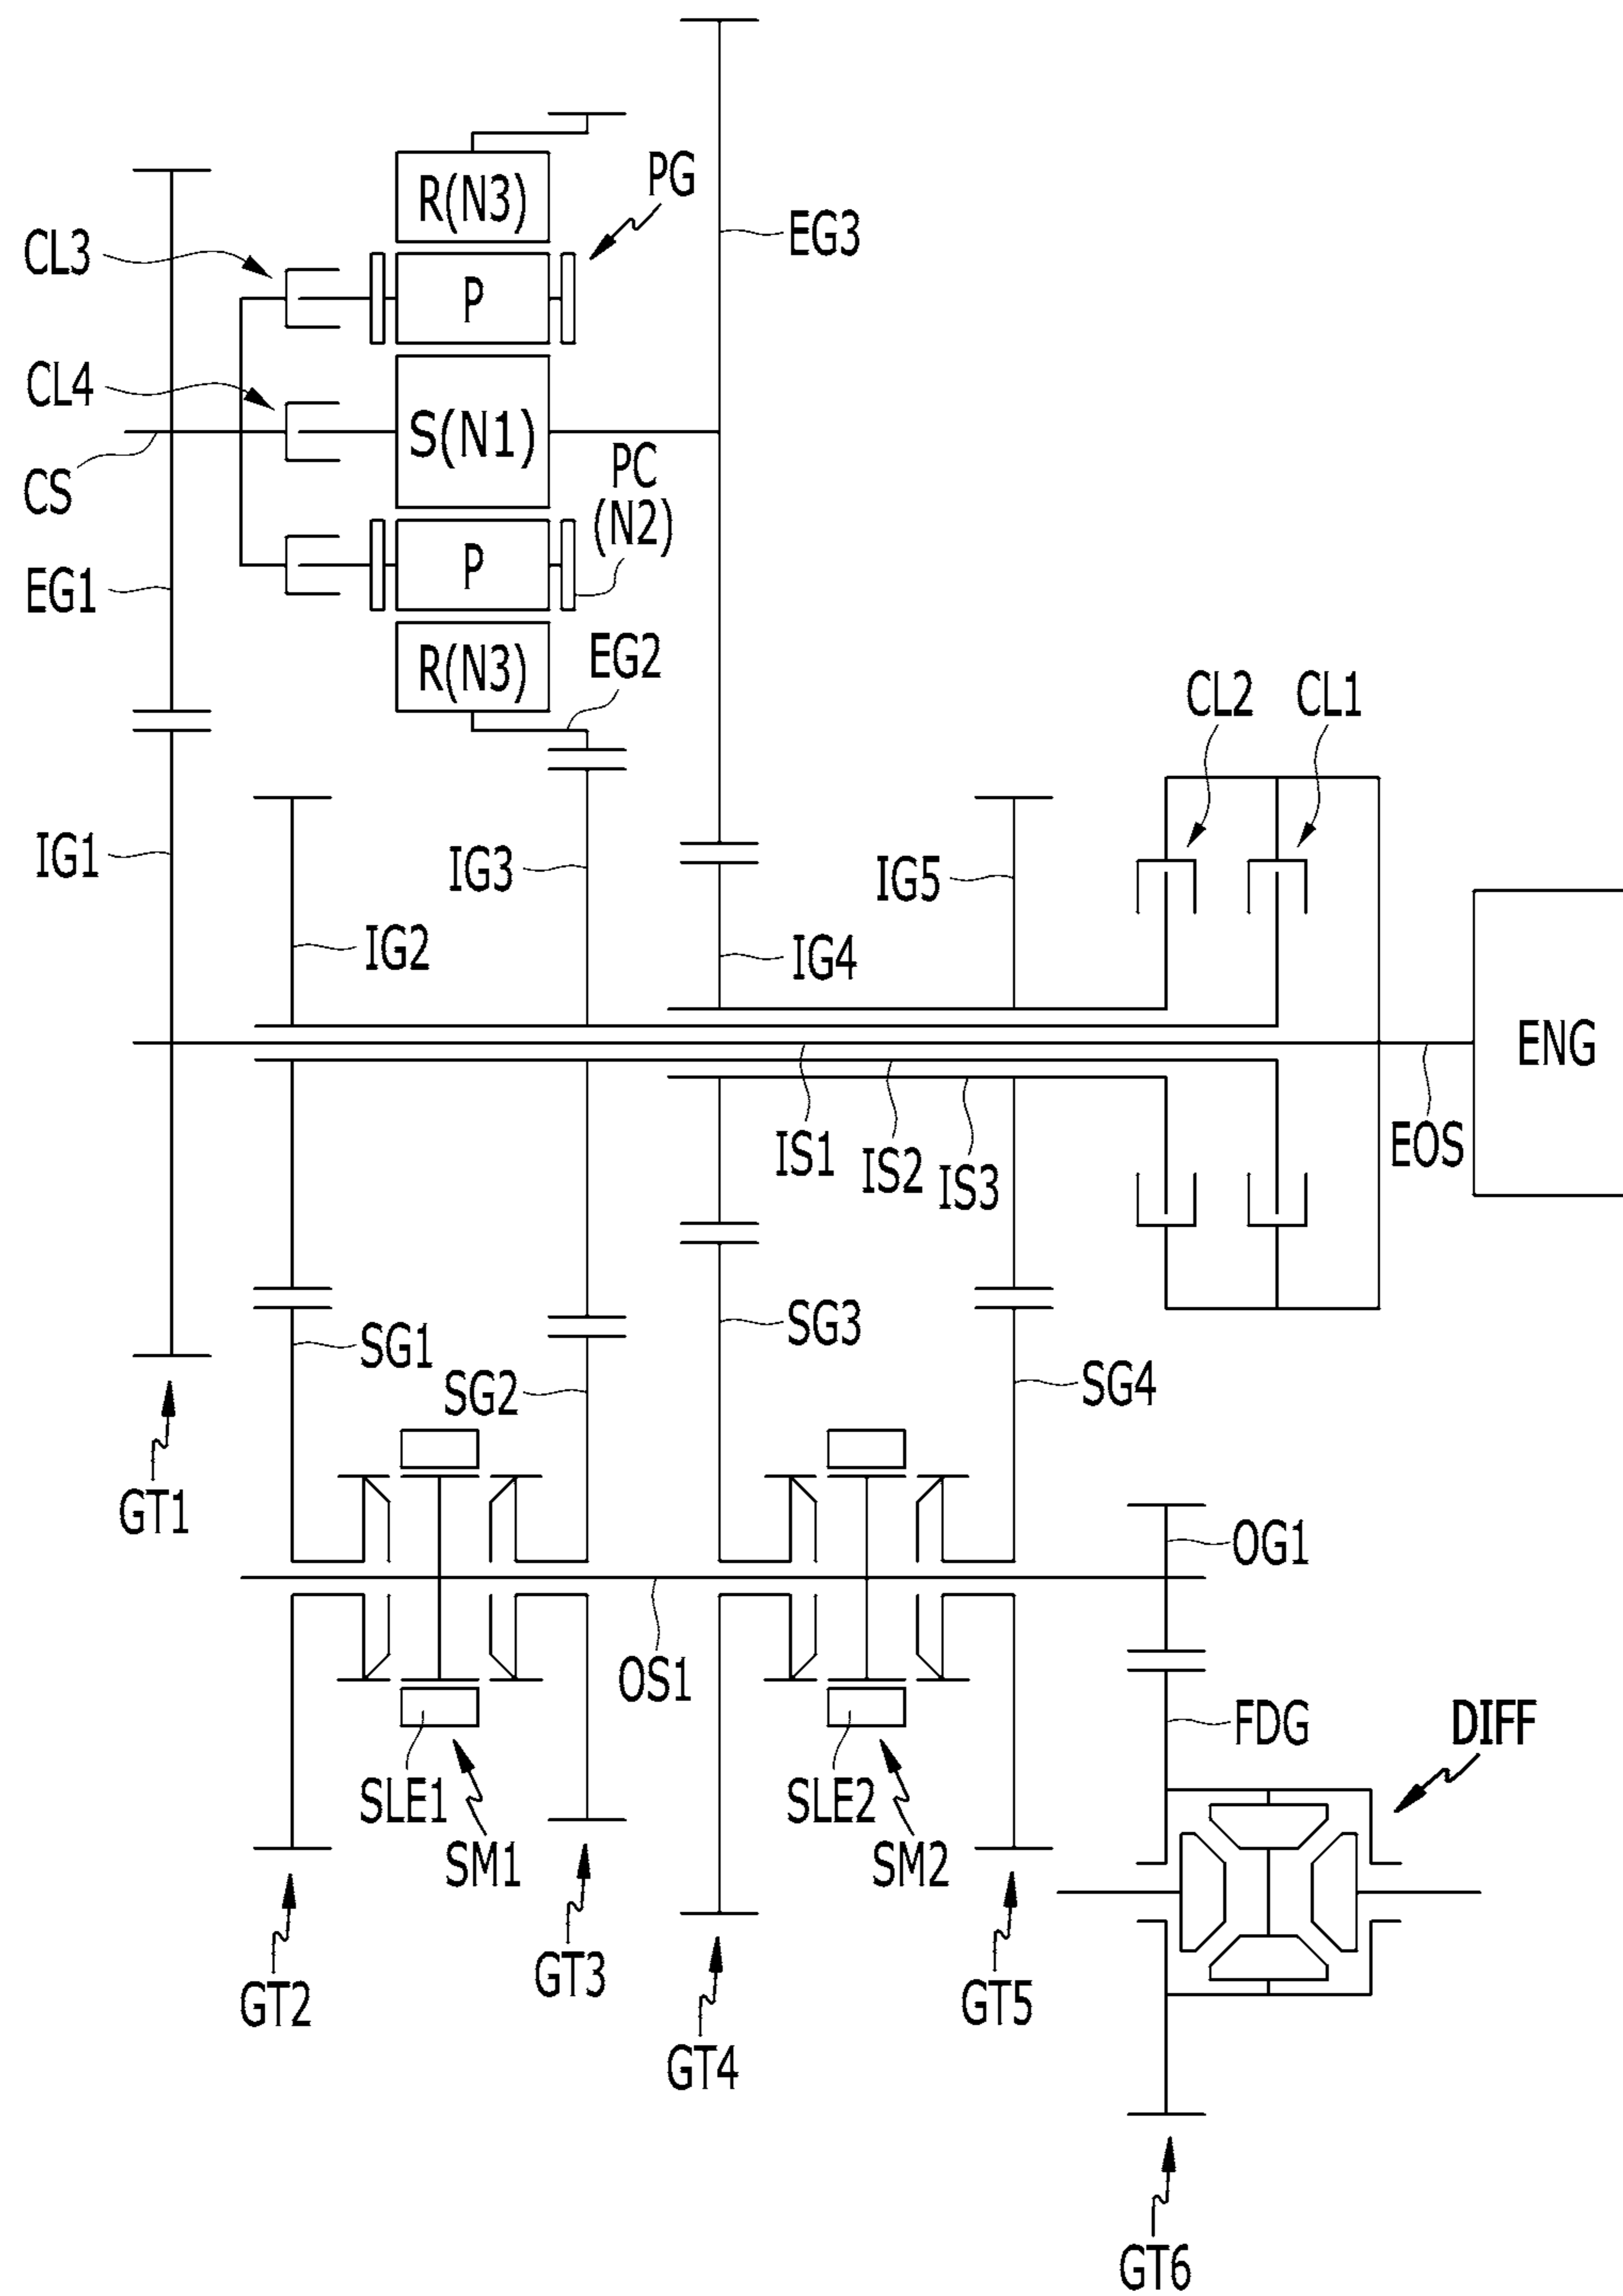 R(N3)
PG
EG3
CL3
P
CL4
S(N1)
PC
(N2)
CS
P
EG1
R(N3)
EG2
CL2
CL1
IG1
IG3
IG5
IG2
IG4
ENG
IS1
IS2
IS3
EOS
SG1
SG3
SG2
SG4
GT1
OG1
OS1
FDG
DIFF
SLE1
SLE2
SM1
SM2
GT2
GT3
GT5
GT4
GT6